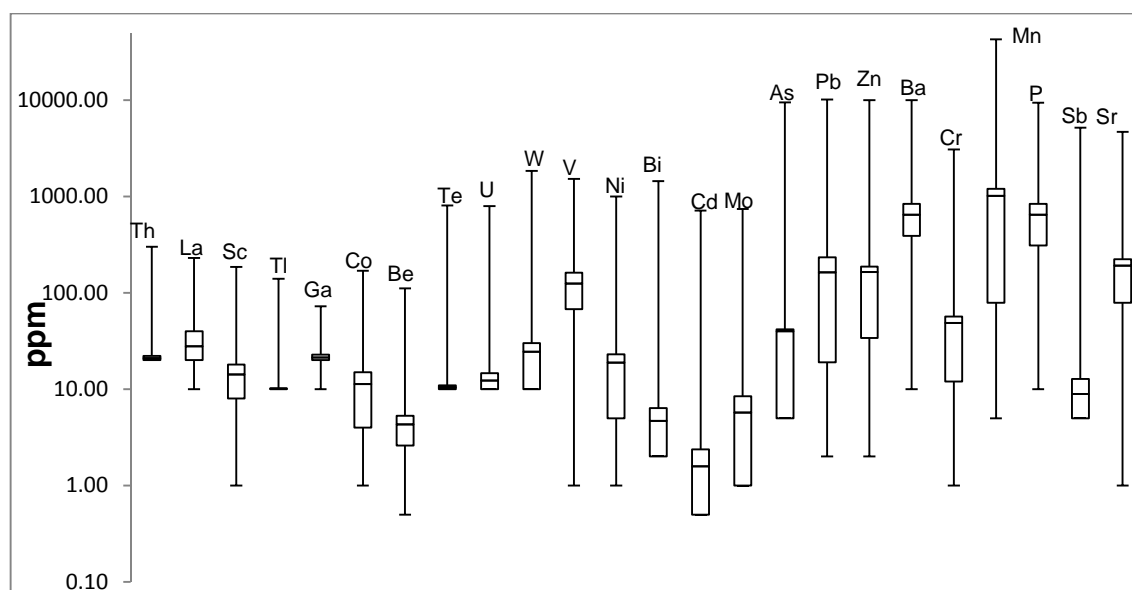 Mn
10000.00
As
Pb
Zn
Ba
P
Sb
Sr
Cr
1000.00
Te
U
W
V
Ni
Bi
Cd
Mo
Th
La
Sc
Tl
Ga
Co
Be
100.00
ppm
10.00
1.00
0.10